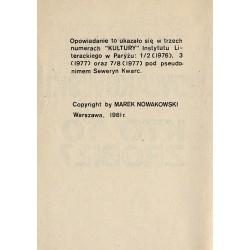 Opowiadanie to ukazało się w trzech
numerach "KULTURY" Instytutu Li-
terackiego w Paryżu: 1/2 (1976), 3
(1977) oraz 7/8 (1977) pod pseudo-
nimem Seweryn Kwarc.
Copyright by MAREK NOWAKOWSKI
Warszawa, 1981 r.